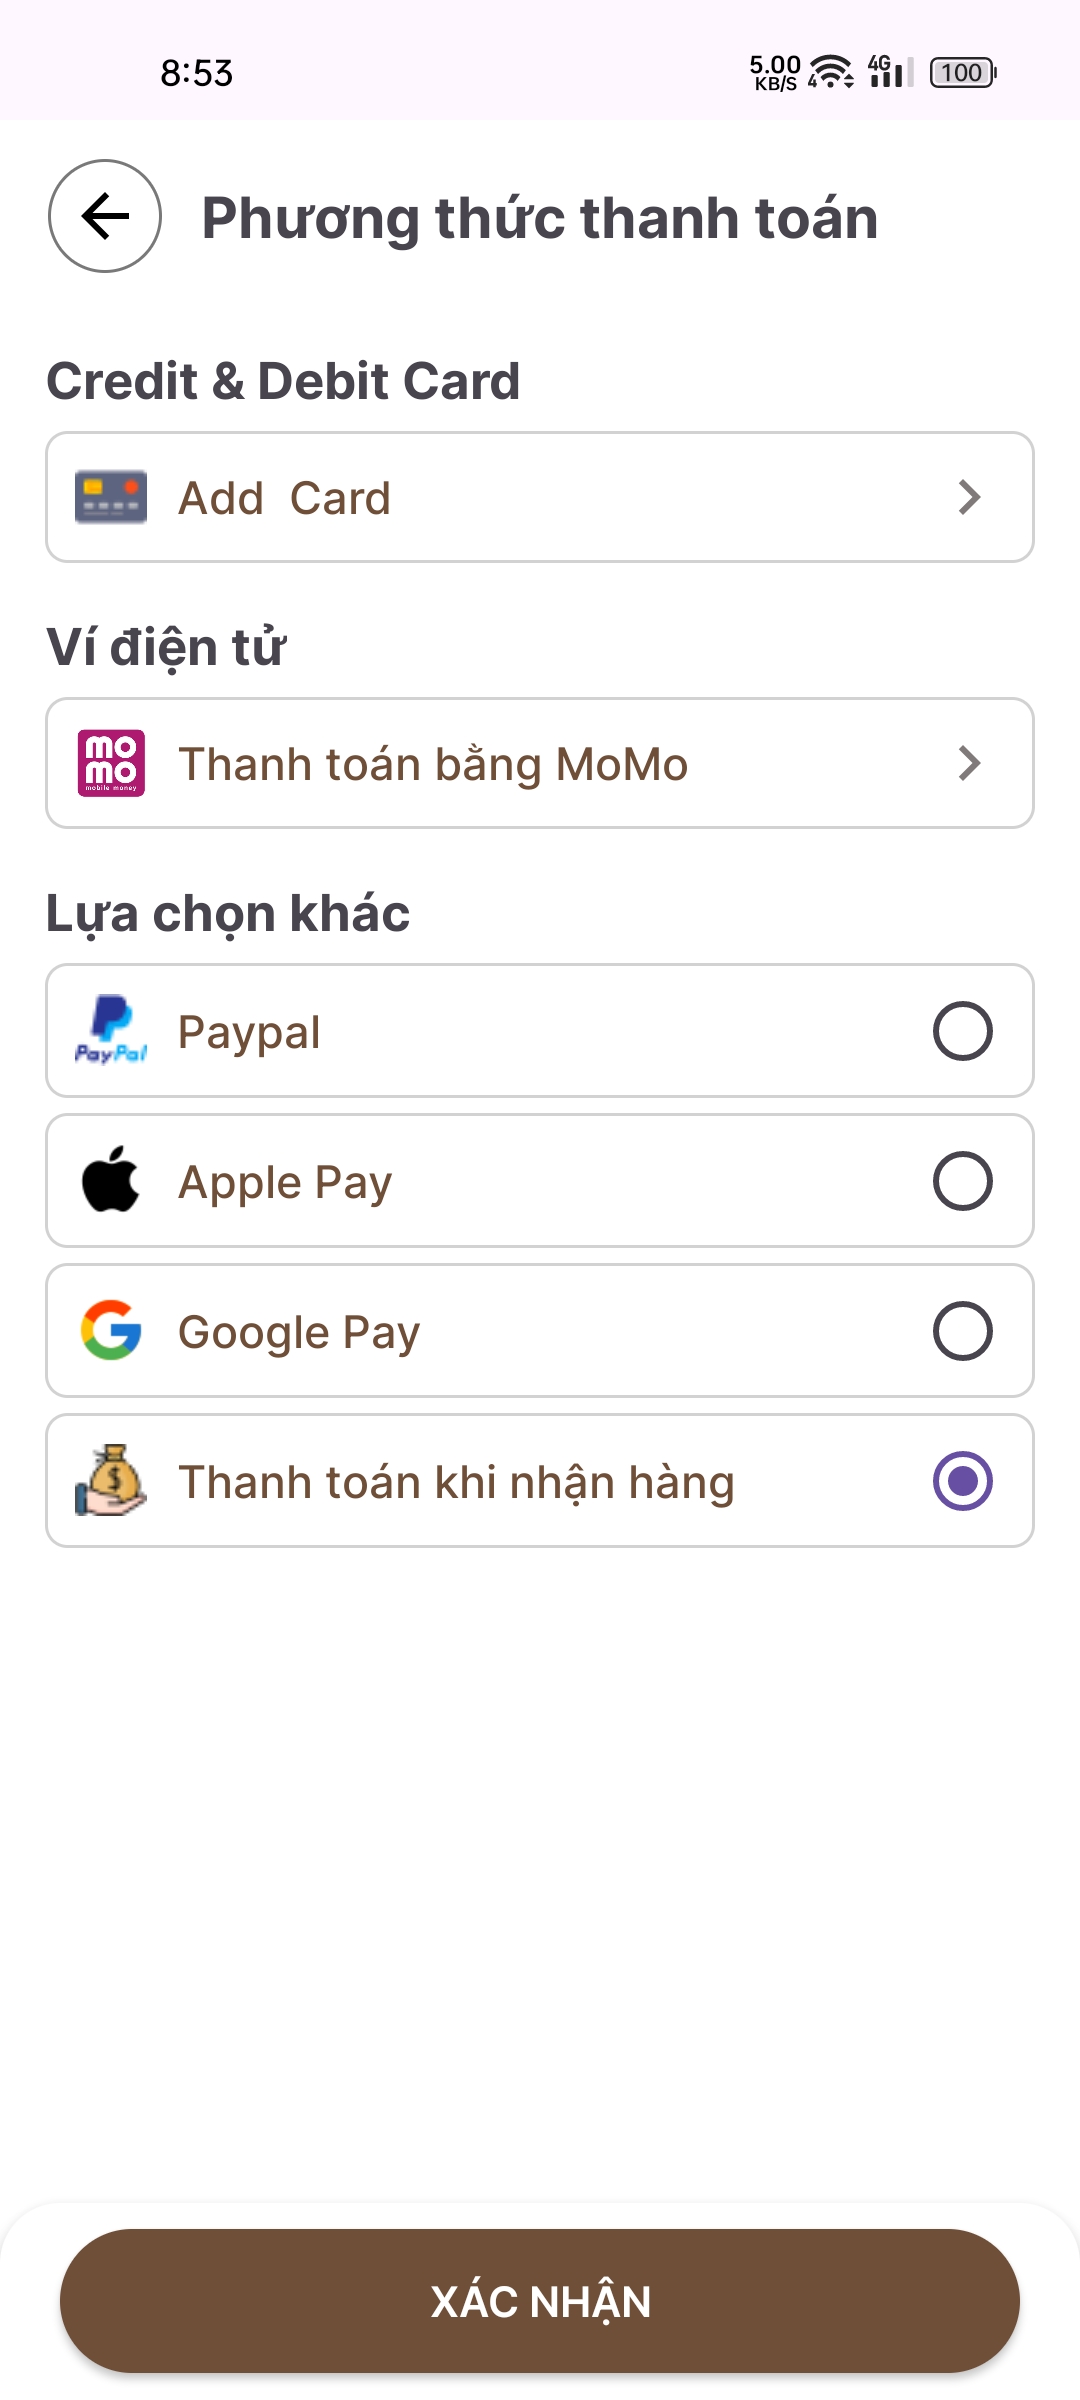 8:53
5.00
KB/S
4
4G
100
Phương thức thanh toán
Credit & Debit Card
Add  Card
Ví điện tử
mo
mo
mobile money
Thanh toán bằng MoMo
Lựa chọn khác
PayPal
Paypal
Apple Pay
G
Google Pay
$
Thanh toán khi nhận hàng
XÁC NHẬN